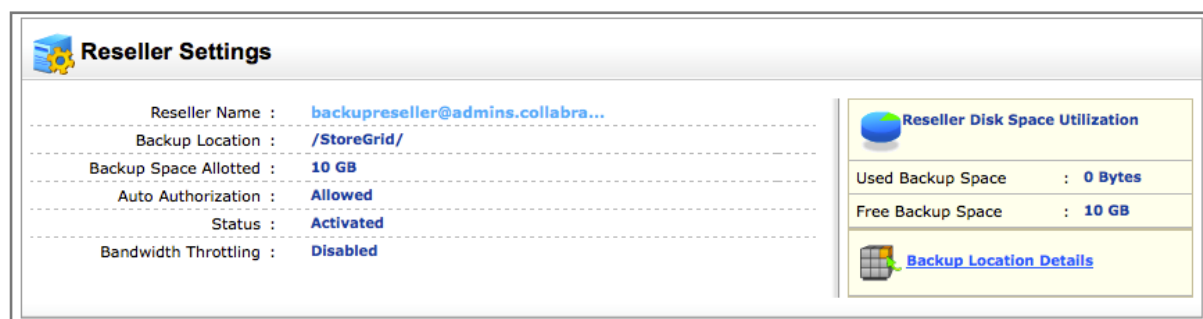 Reseller Settings
Reseller Name : backupreseller@admins.collabra...
Backup Location : /StoreGrid/
Backup Space Allotted : 10 GB
Auto Authorization : Allowed
Status : Activated
Bandwidth Throttling : Disabled
Reseller Disk Space Utilization
Used Backup Space : 0 Bytes
Free Backup Space : 10 GB
Backup Location Details